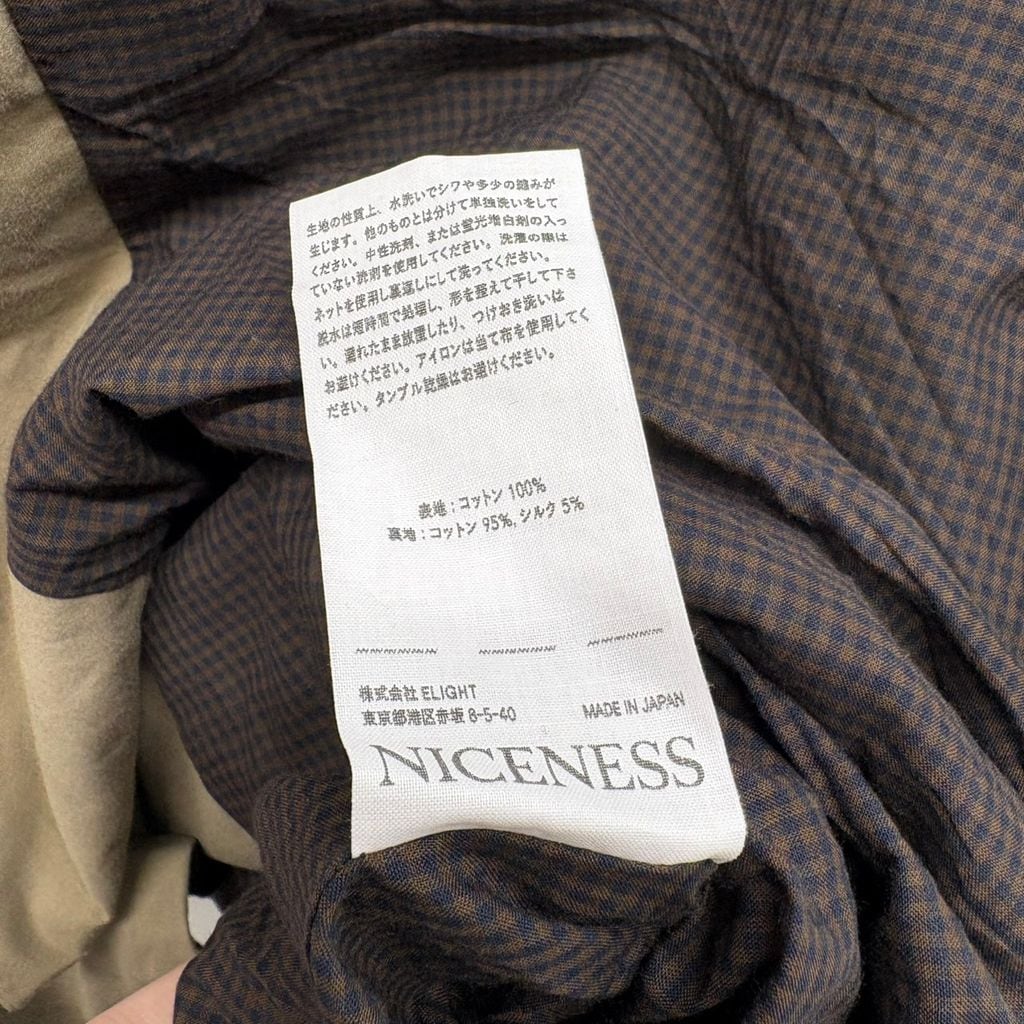 生地の性質上、水洗いでシワや多少の縮みが
生じます。他のものとは分けて単独洗いをして
ください。中性洗剤、または蛍光増白剤の入っ
ていない洗剤を使用してください。洗濯の際は
ネットを使用し裏返しにして洗ってください。
脱水は短時間で処理し、形を整えて干して下さ
い。濡れたまま放置したり、つけおき洗いは
お避けください。アイロンは当て布を使用してく
ださい。タンブル乾燥はお避けください。
表地：コットン 100%
裏地：コットン 95%, シルク 5%
株式会社 ELIGHT
東京都港区赤坂 8-5-40
MADE IN JAPAN
NICENESS